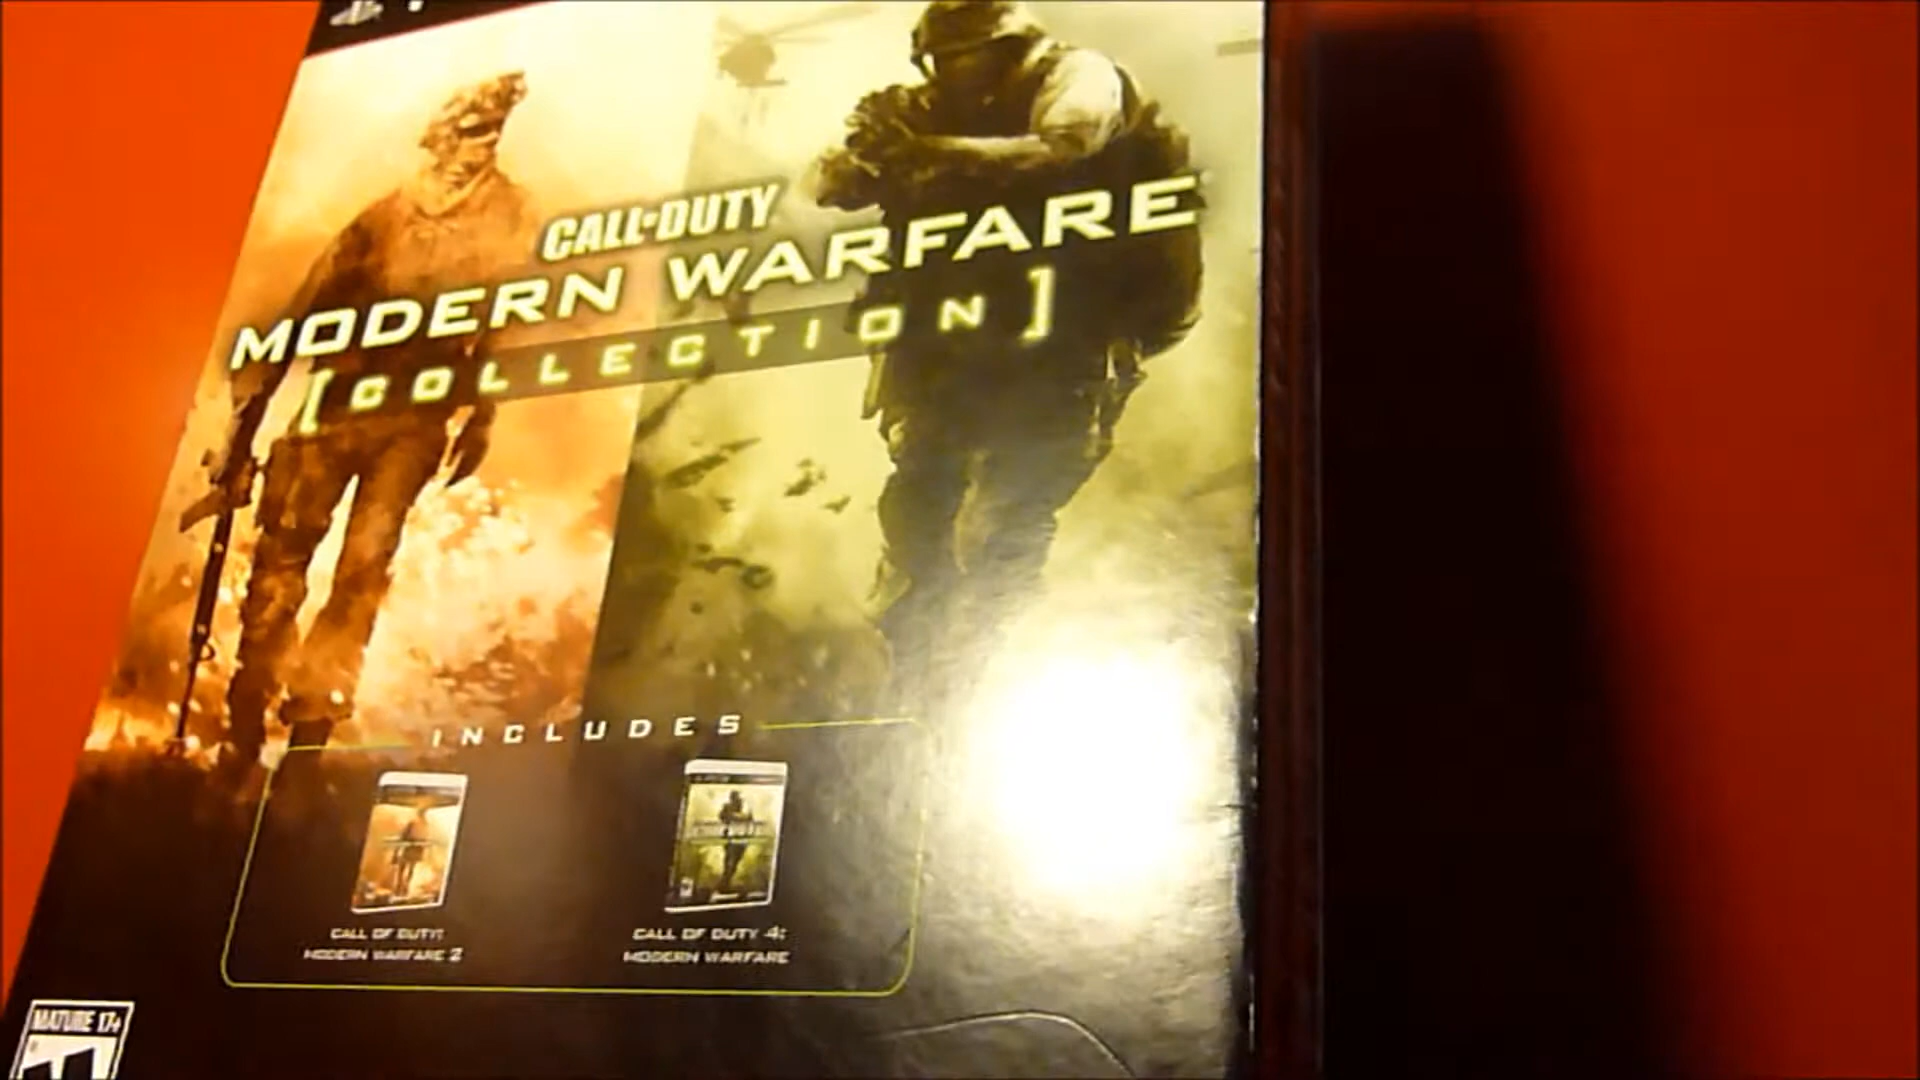 CALL·DUTY
MODERN WARFARE
[COLLECTION]
INCLUDES
CALL OF DUTY:
MODERN WARFARE 2
CALL OF DUTY 4:
MODERN WARFARE
MATURE 17+